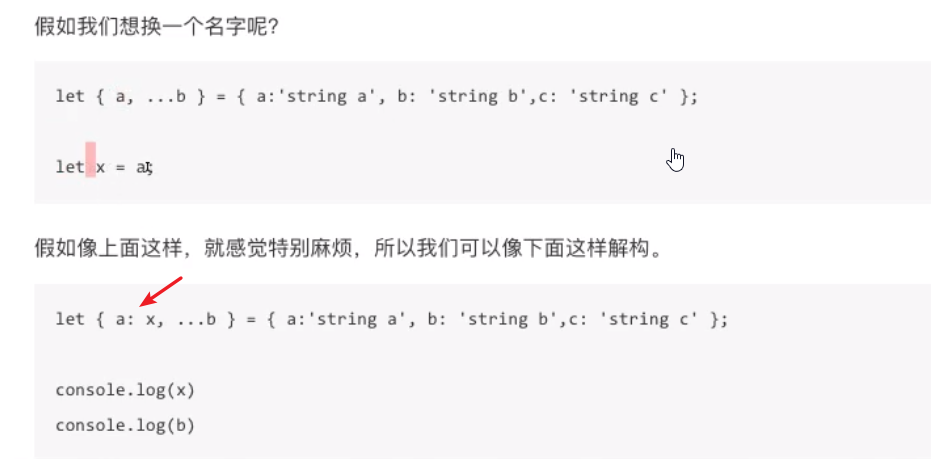 假如我们想换一个名字呢?
let { a, ...b } = { a:'string a', b: 'string b',c: 'string c' };
let x = a;
假如像上面这样，就感觉特别麻烦，所以我们可以像下面这样解构。
let { a: x, ...b } = { a:'string a', b: 'string b',c: 'string c' };
console.log(x)
console.log(b)